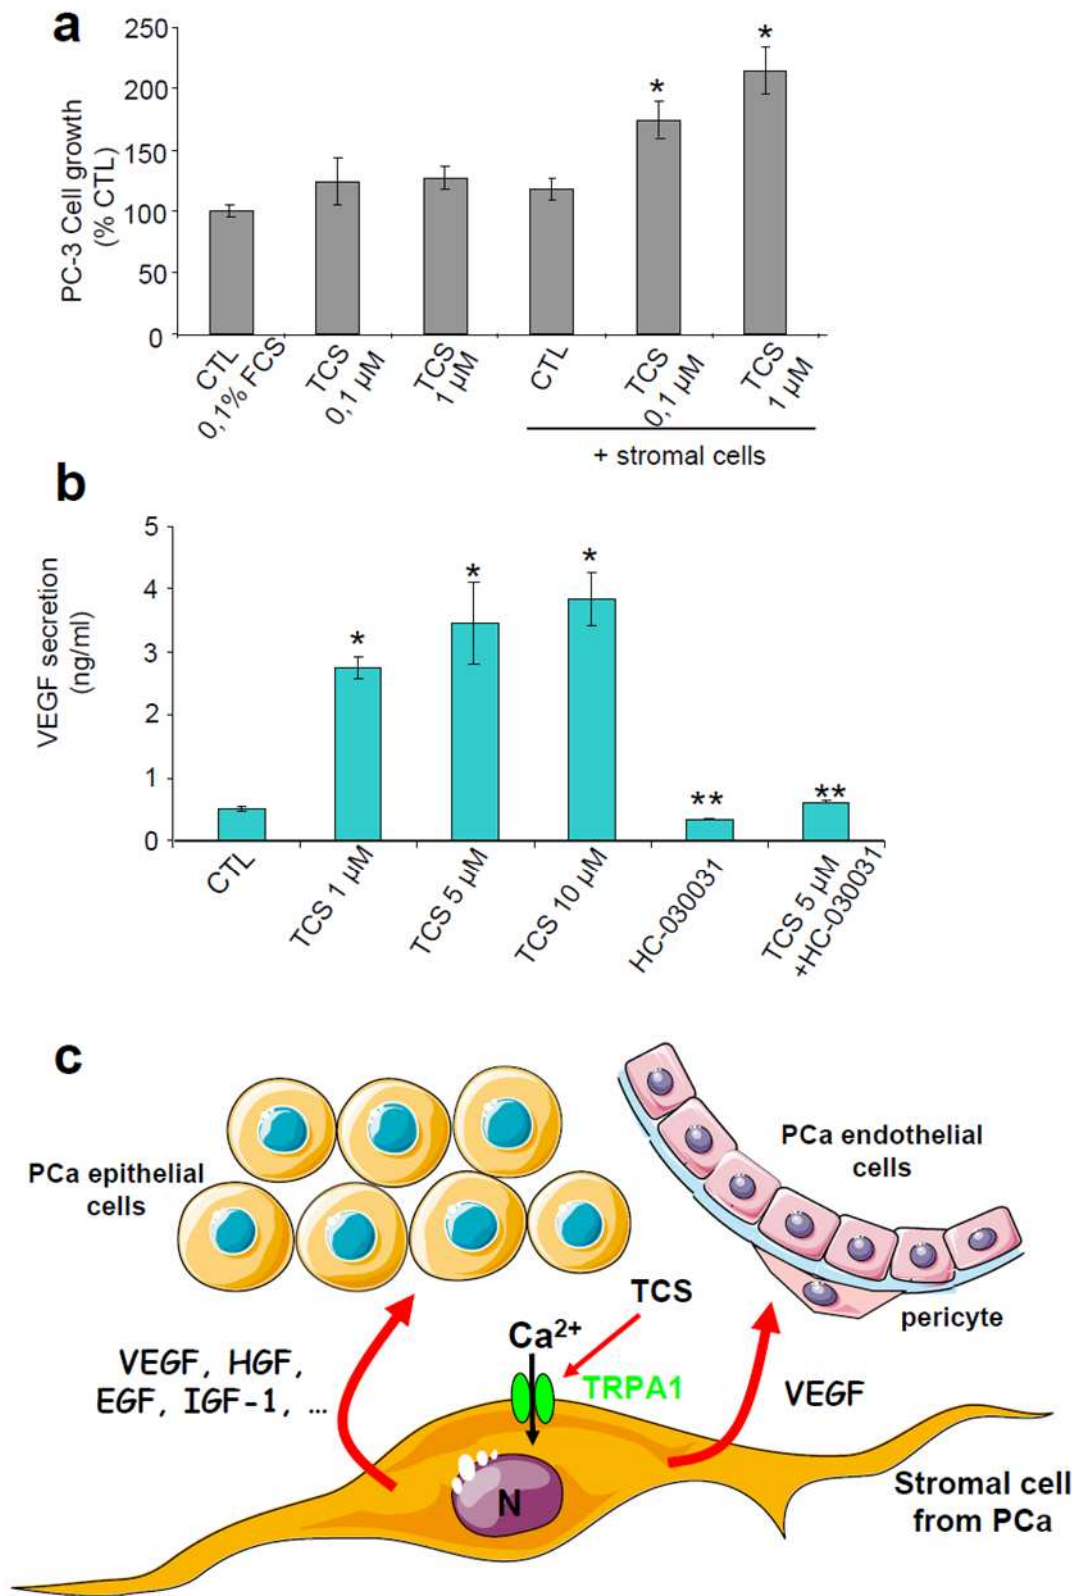 a
PC-3 Cell growth
(% CTL)
250
200
150
100
50
0
*
*
CTL
0,1% FCS
TCS
0,1 µM
TCS
1 µM
CTL
TCS
0,1 µM
TCS
1 µM
+ stromal cells
b
VEGF secretion
(ng/ml)
5
4
3
2
1
0
*
*
*
**
**
CTL
TCS 1 µM
TCS 5 µM
TCS 10 µM
HC-030031
TCS 5 µM
+HC-030031
c
PCa epithelial
cells
PCa endothelial
cells
pericyte
TCS
Ca²⁺
TRPA1
VEGF, HGF,
EGF, IGF-1, ...
VEGF
N
Stromal cell
from PCa